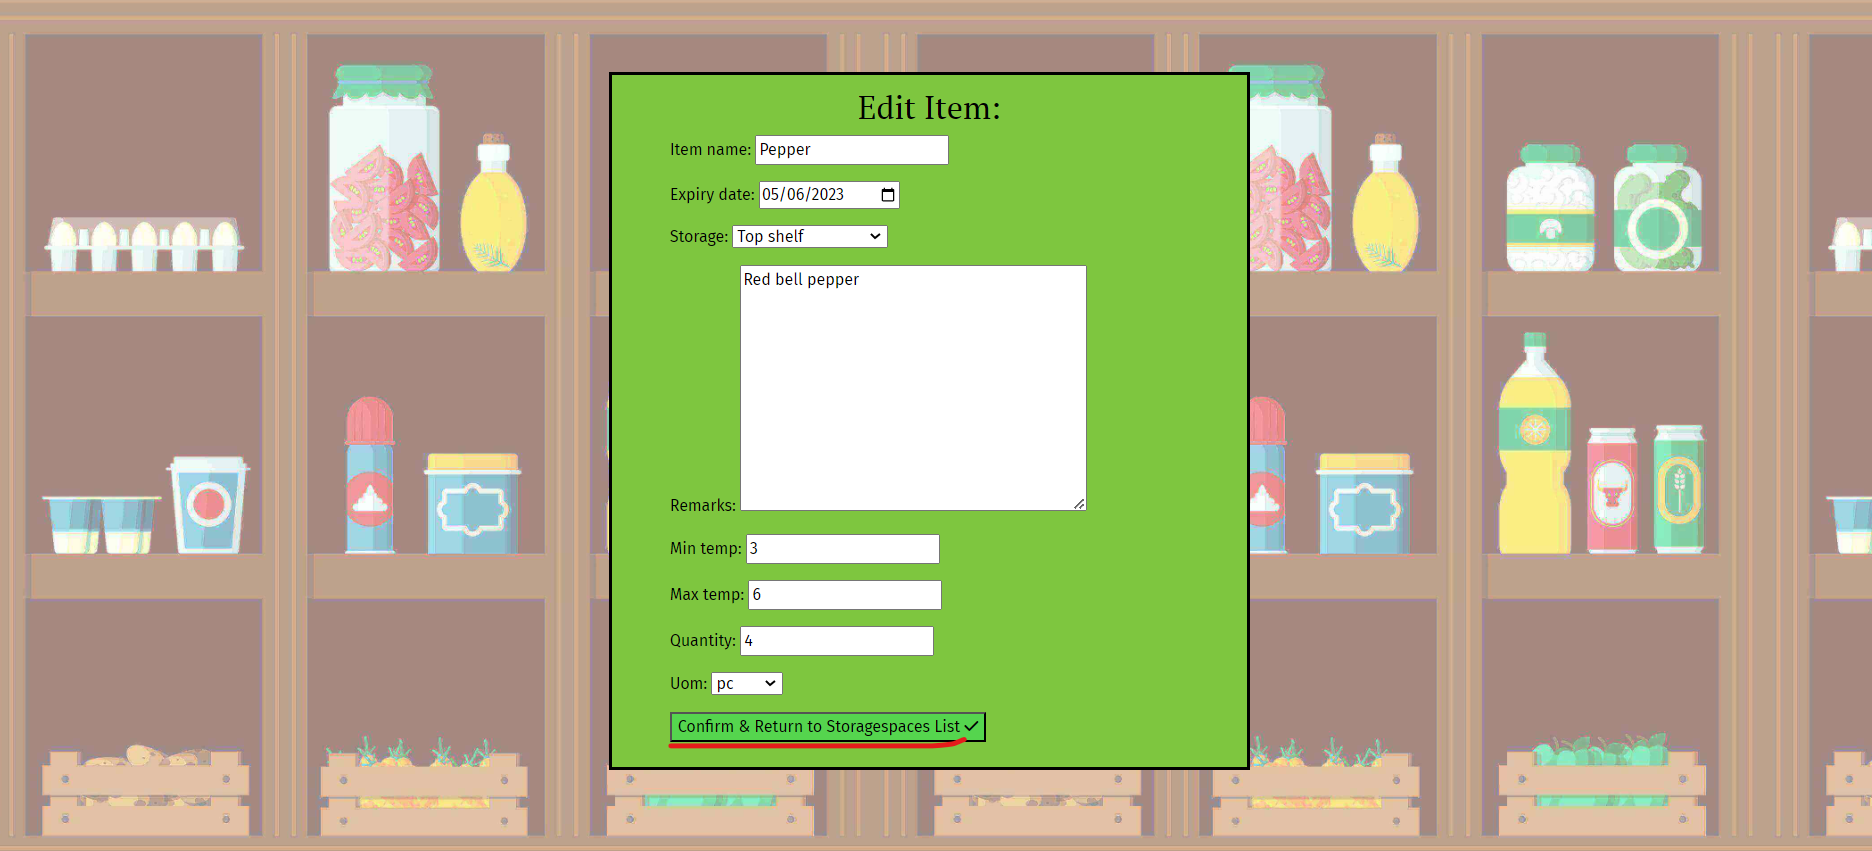 Edit Item:
Item name: Pepper
Expiry date: 05/06/2023
Storage: Top shelf
Red bell pepper
Remarks:
Min temp: 3
Max temp: 6
Quantity: 4
Uom: pc
Confirm & Return to Storagespaces List ✓